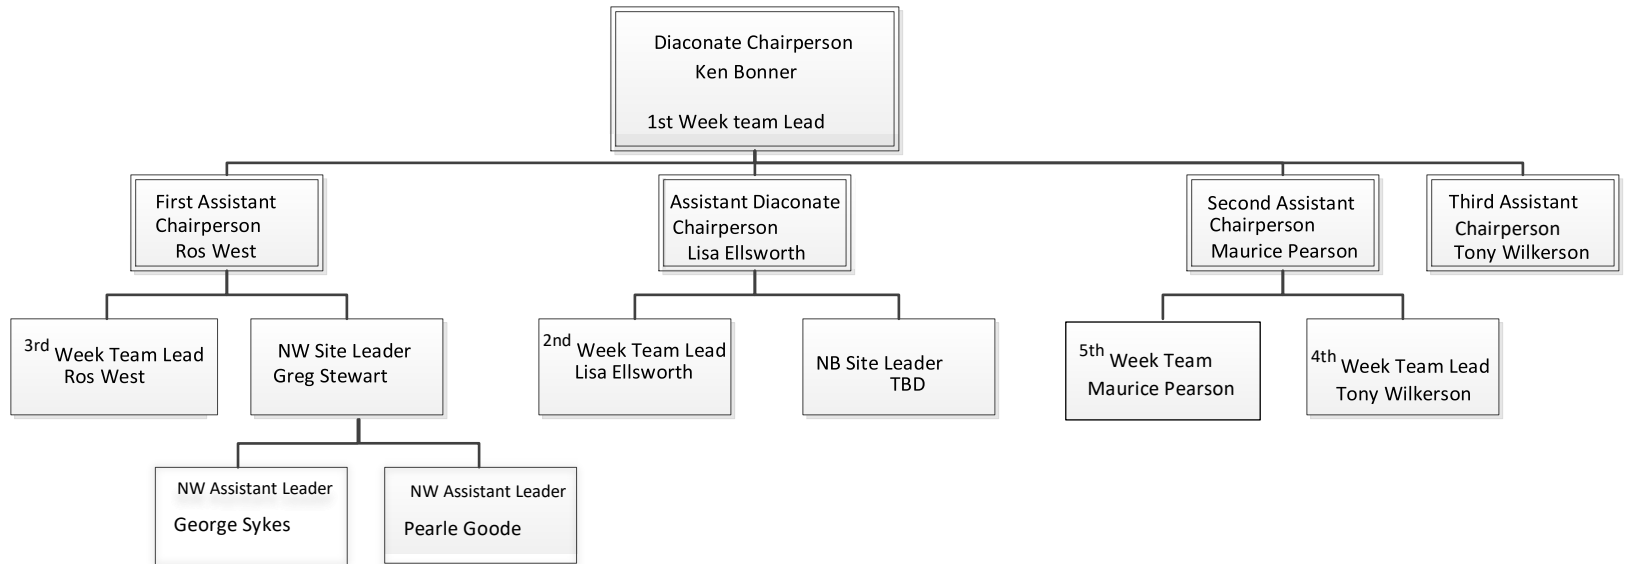 Diaconate Chairperson
Ken Bonner
1st Week team Lead
First Assistant
Chairperson
Ros West
Assistant Diaconate
Chairperson
Lisa Ellsworth
Second Assistant
Chairperson
Maurice Pearson
Third Assistant
Chairperson
Tony Wilkerson
3rd Week Team Lead
Ros West
NW Site Leader
Greg Stewart
2nd Week Team Lead
Lisa Ellsworth
NB Site Leader
TBD
5th Week Team
Maurice Pearson
4th Week Team Lead
Tony Wilkerson
NW Assistant Leader
George Sykes
NW Assistant Leader
Pearle Goode